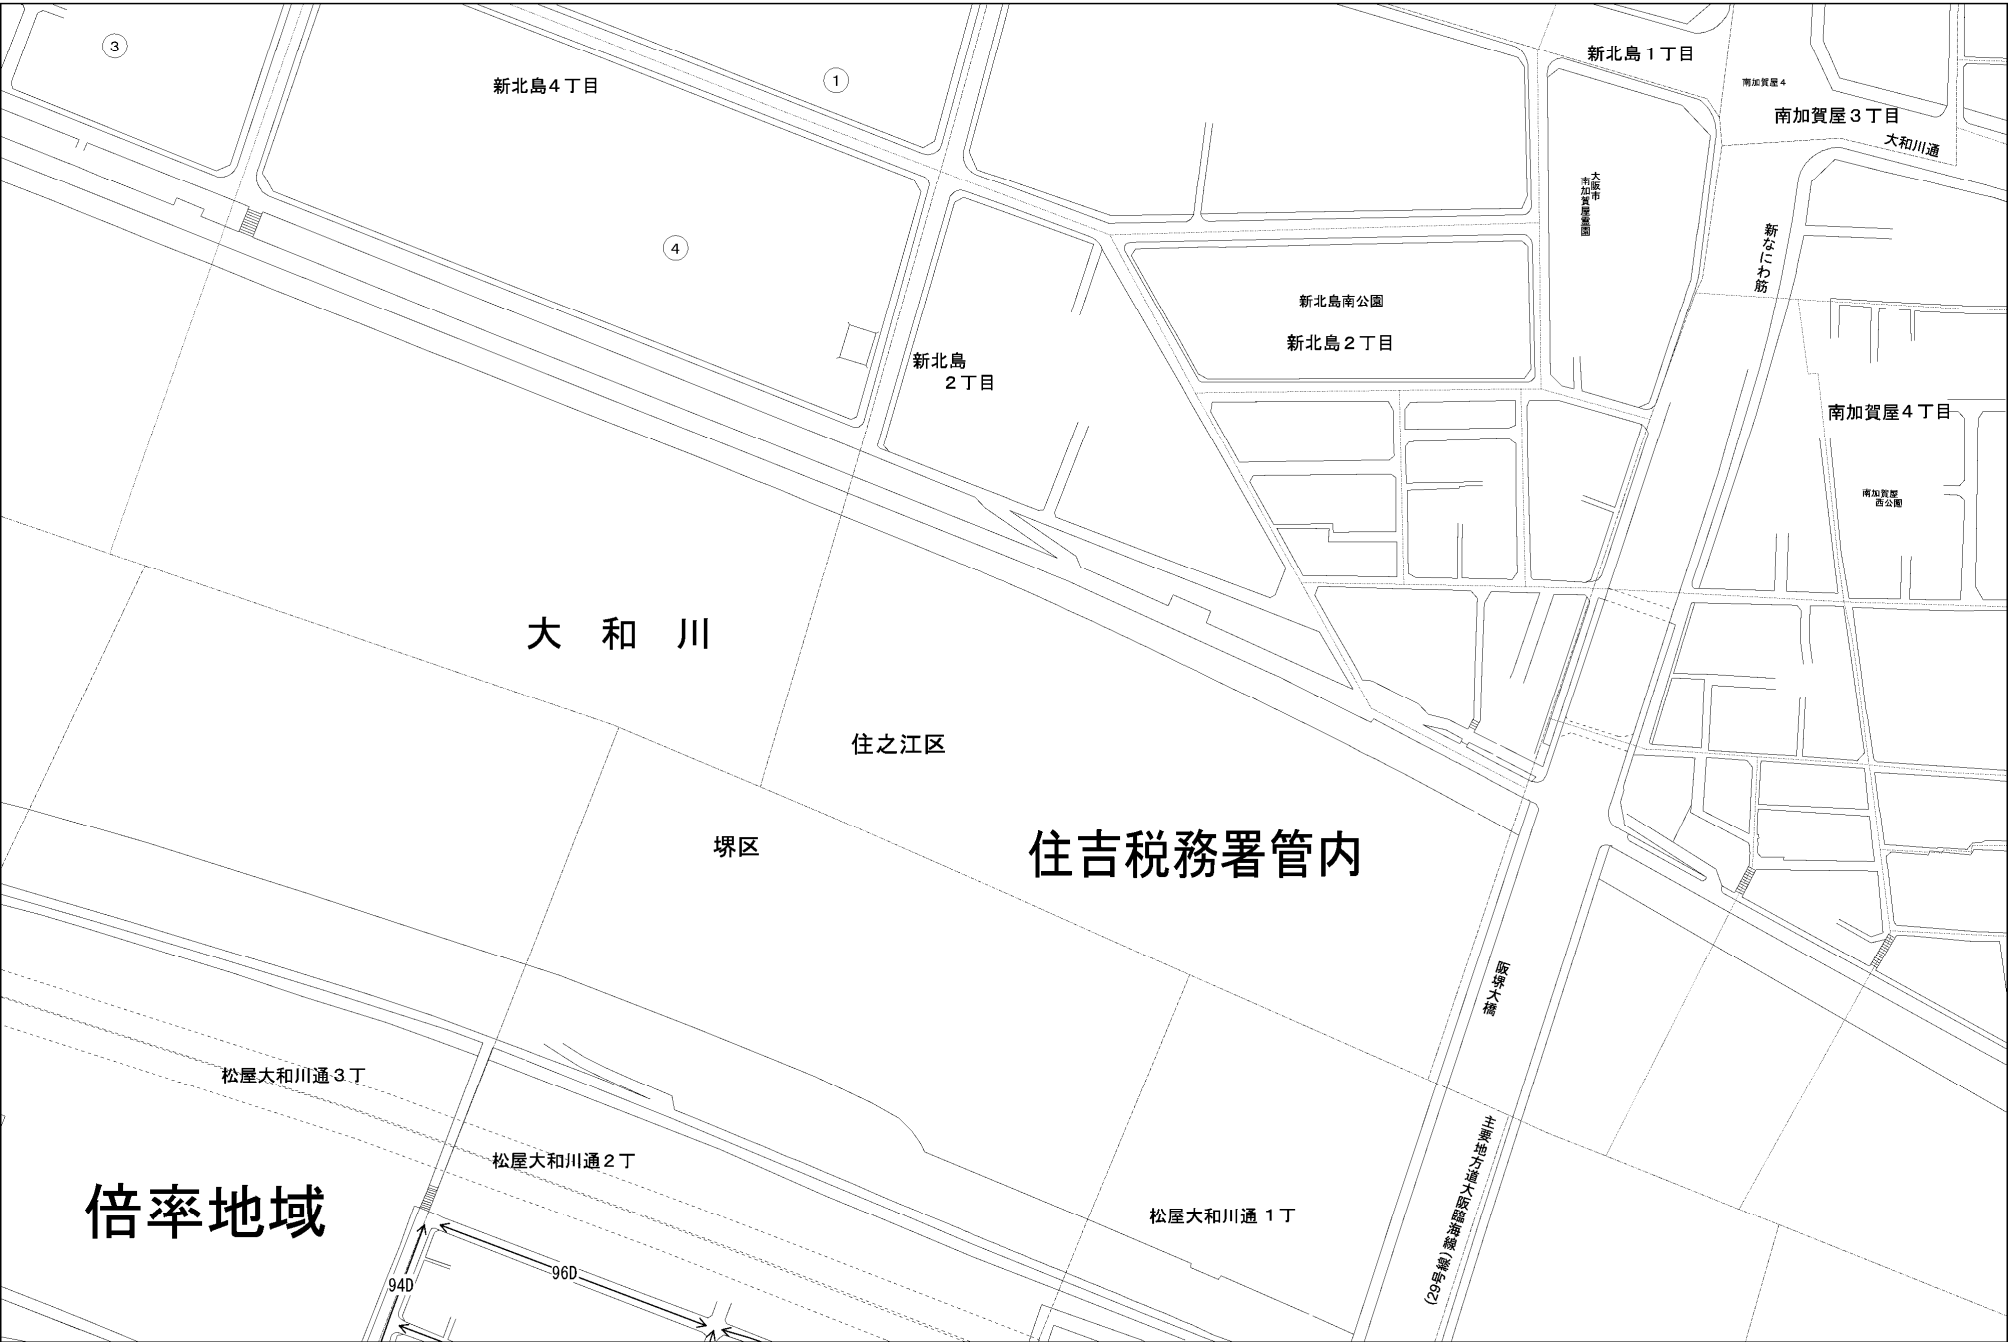 ③
新北島４丁目
①
新北島１丁目
南加賀屋４
南加賀屋３丁目
大和川通
大阪市
南加賀屋霊園
④
新なにわ筋
新北島南公園
新北島２丁目
新北島
２丁目
南加賀屋４丁目
南加賀屋
西公園
大 和 川
住之江区
堺区
住吉税務署管内
阪堺大橋
松屋大和川通３丁
松屋大和川通２丁
主要地方道大阪臨海線
(29号線)
倍率地域
松屋大和川通１丁
94D
96D